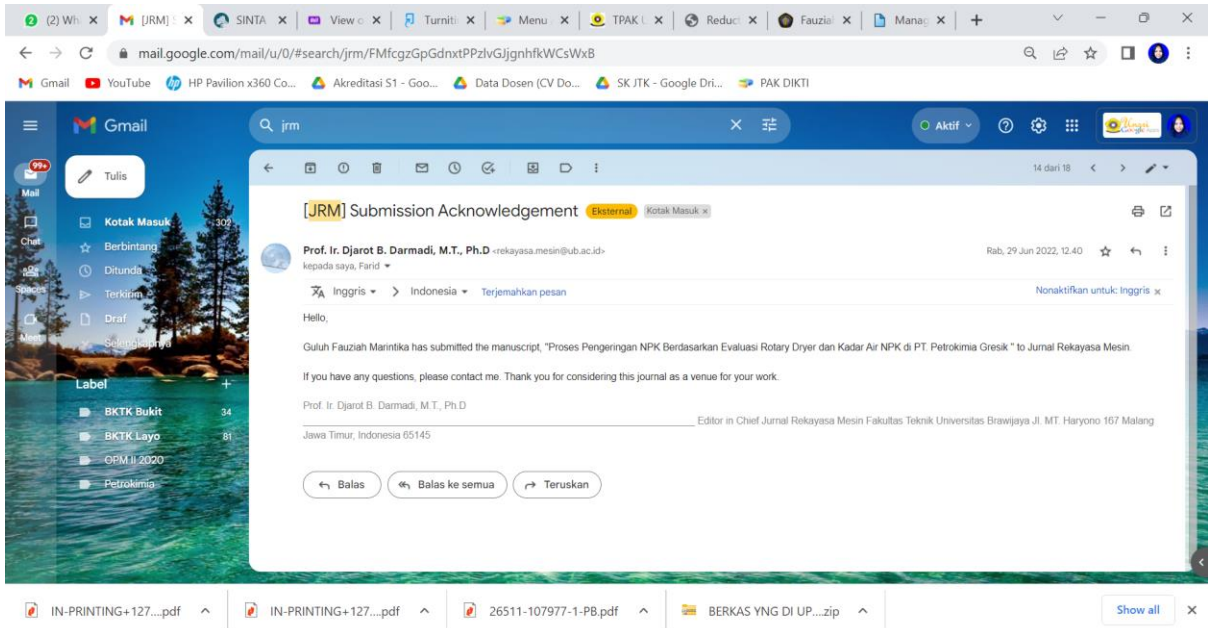 (2) Wh
[JRM] S
SINTA
View o
Turniti
Menu
TPAK U
Reduct
Fauzial
Manag
mail.google.com/mail/u/0/#search/jrm/FMfcgzGpGdnxtPPzlvGJjgnhfkWCsWxB
Gmail
YouTube
HP Pavilion x360 Co...
Akreditasi S1 - Goo...
Data Dosen (CV Do...
SK JTK - Google Dri...
PAK DIKTI
Gmail
jrm
Aktif
99+
Mail
Chat
Spaces
Meet
Tulis
Kotak Masuk 302
Berbintang
Ditunda
Terkirim
Draf
Selengkapnya
Label
BKTK Bukit 34
BKTK Layo 81
OPM II 2020
Petrokimia
14 dari 18
[JRM] Submission Acknowledgement Eksternal Kotak Masuk ×
Prof. Ir. Djarot B. Darmadi, M.T., Ph.D <rekayasa.mesin@ub.ac.id>
Rab, 29 Jun 2022, 12.40
kepada saya, Farid
Inggris > Indonesia Terjemahkan pesan
Nonaktifkan untuk: Inggris ×
Hello,
Guluh Fauziah Marintika has submitted the manuscript, "Proses Pengeringan NPK Berdasarkan Evaluasi Rotary Dryer dan Kadar Air NPK di PT. Petrokimia Gresik " to Jurnal Rekayasa Mesin.
If you have any questions, please contact me. Thank you for considering this journal as a venue for your work.
Prof. Ir. Djarot B. Darmadi, M.T., Ph.D
Editor in Chief Jurnal Rekayasa Mesin Fakultas Teknik Universitas Brawijaya Jl. MT. Haryono 167 Malang
Jawa Timur, Indonesia 65145
Balas
Balas ke semua
Teruskan
IN-PRINTING+127....pdf
IN-PRINTING+127....pdf
26511-107977-1-PB.pdf
BERKAS YNG DI UP....zip
Show all